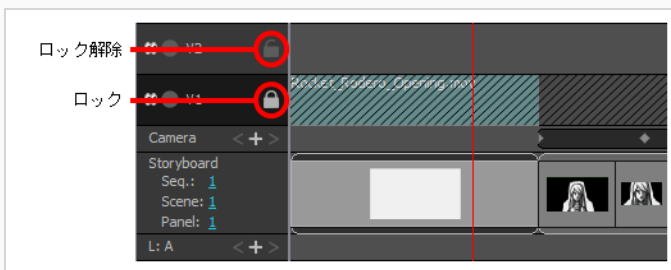 ロック解除
V2
ロック
V1
Rocket_Rodero_Opening.mov
Camera < + >
Storyboard
Seq.: 1
Scene: 1
Panel: 1
L: A < + >